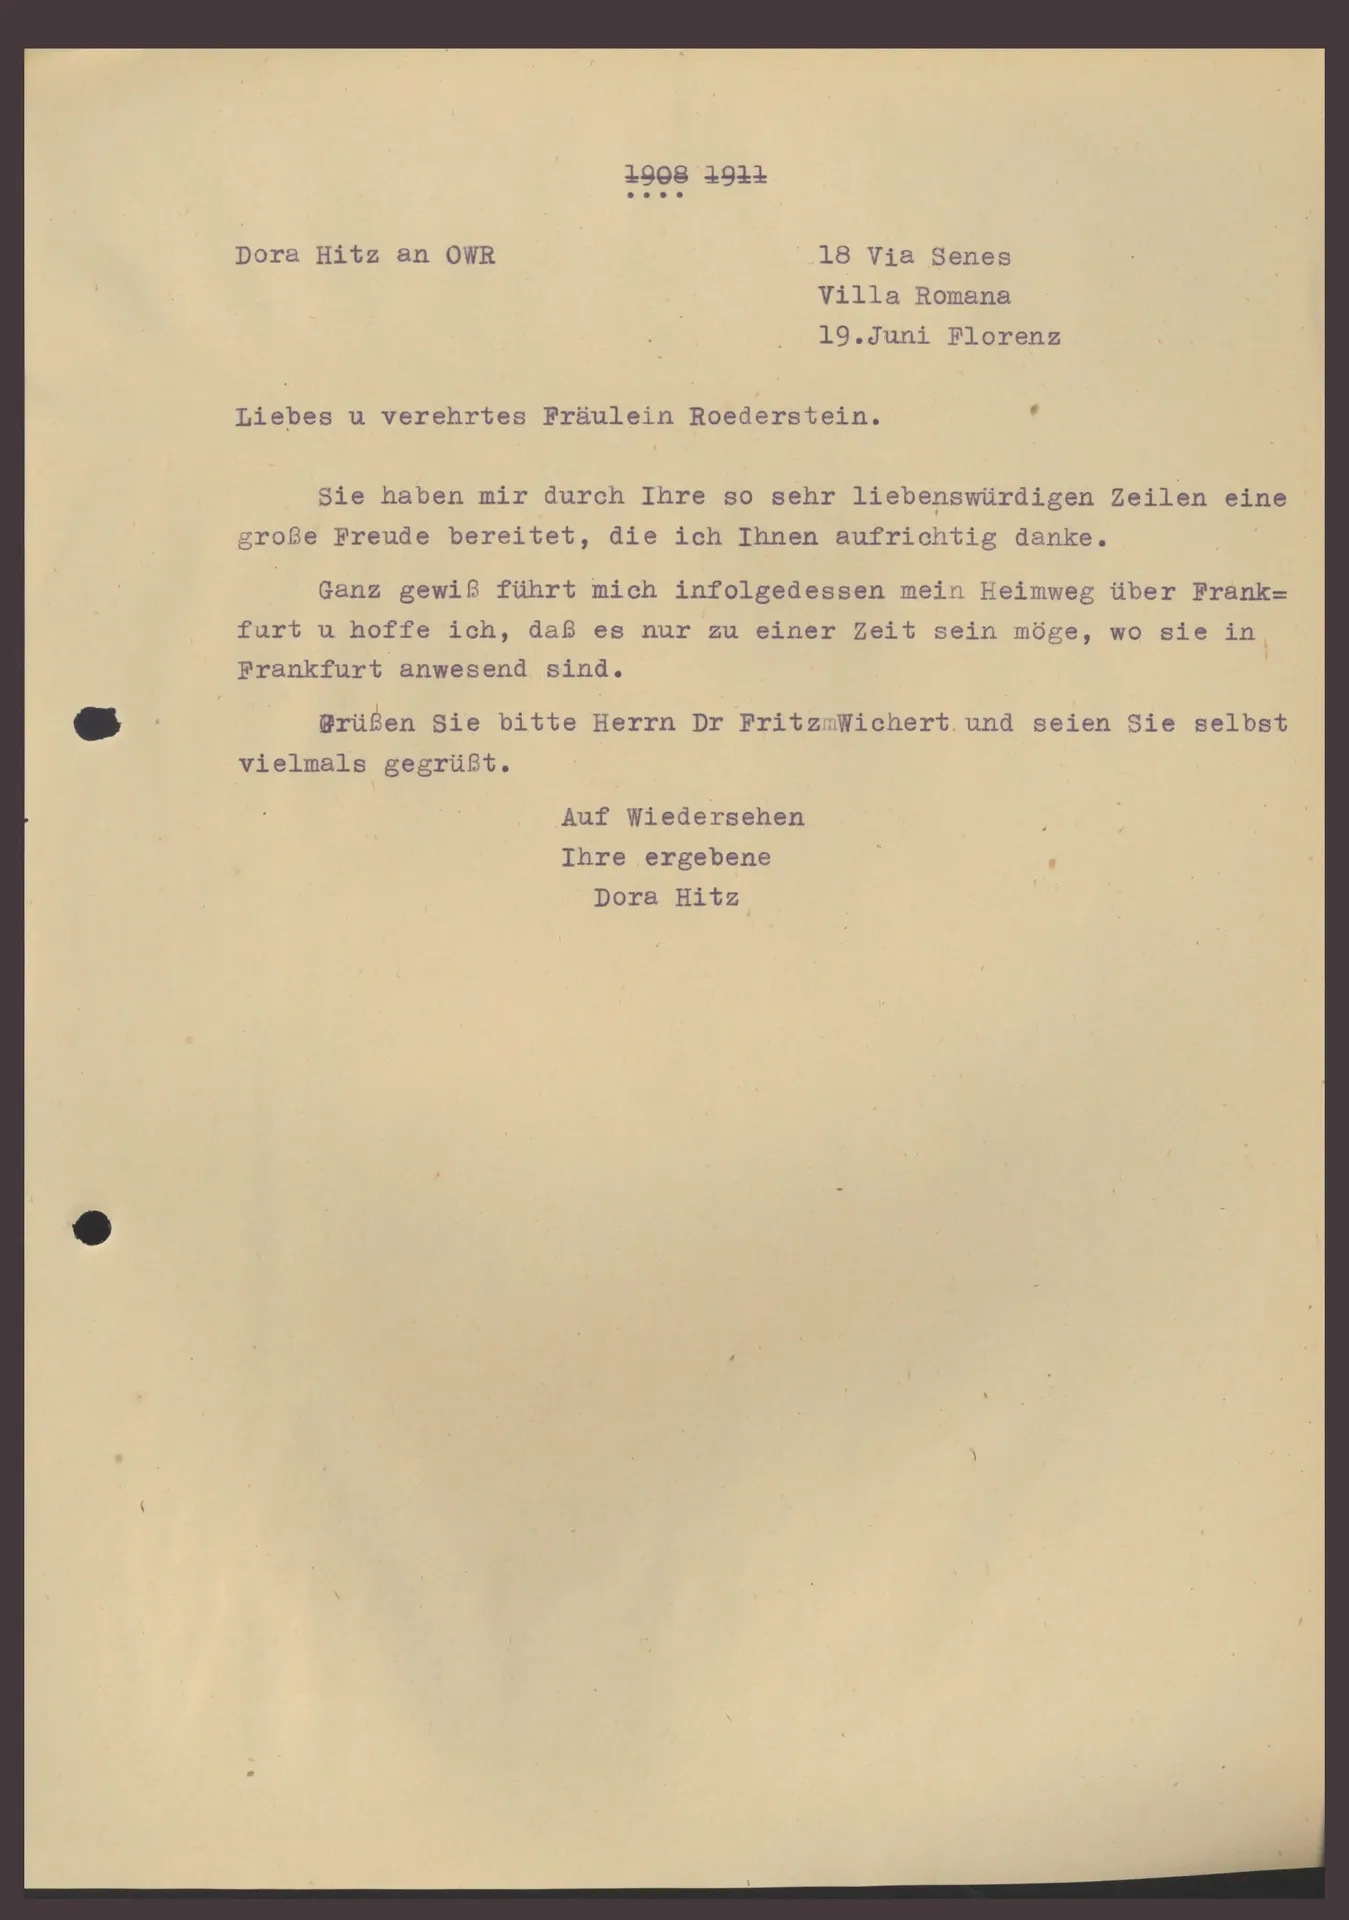 1908 1911
....
Dora Hitz an OWR
18 Via Senes
Villa Romana
19.Juni Florenz
Liebes u verehrtes Fräulein Roederstein.
Sie haben mir durch Ihre so sehr liebenswürdigen Zeilen eine
große Freude bereitet, die ich Ihnen aufrichtig danke.
Ganz gewiß führt mich infolgedessen mein Heimweg über Frank=
furt u hoffe ich, daß es nur zu einer Zeit sein möge, wo sie in
Frankfurt anwesend sind.
Grüßen Sie bitte Herrn Dr Fritz Wichert und seien Sie selbst
vielmals gegrüßt.
Auf Wiedersehen
Ihre ergebene
Dora Hitz